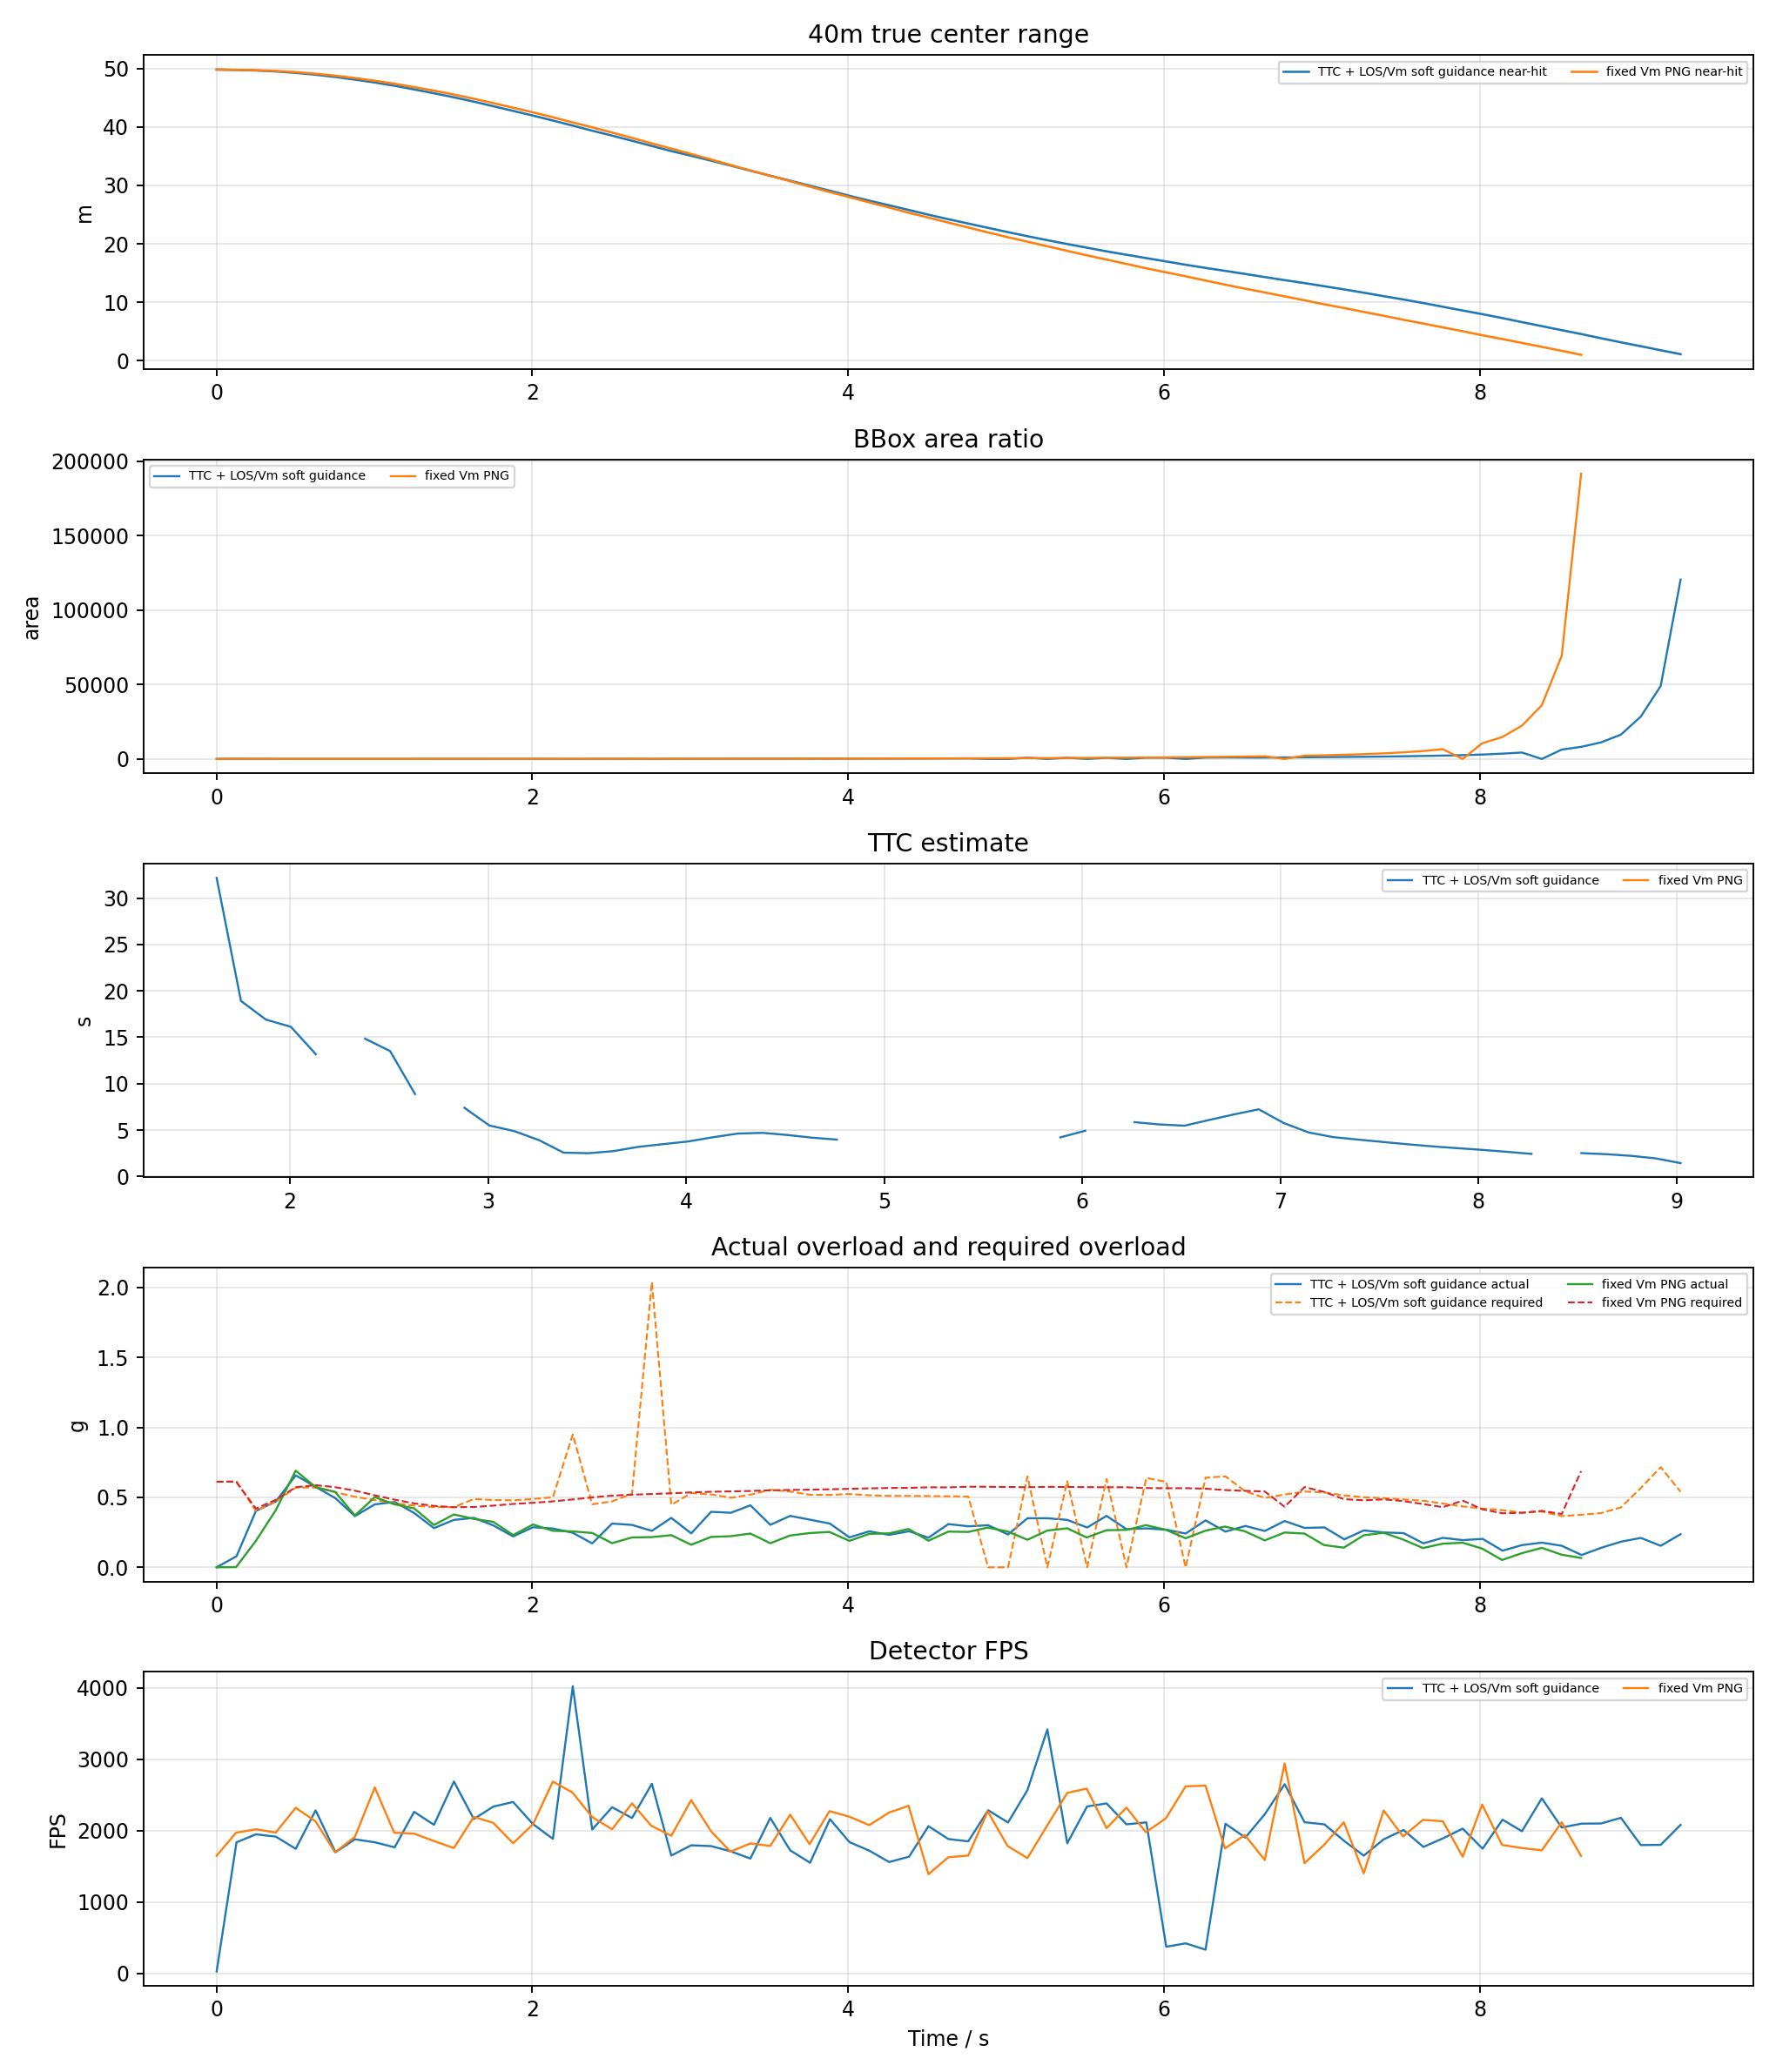 40m true center range
TTC + LOS/Vm soft guidance near-hit fixed Vm PNG near-hit
50
40
30
20
10
0
m
0 2 4 6 8
BBox area ratio
TTC + LOS/Vm soft guidance fixed Vm PNG
200000
150000
100000
50000
0
area
0 2 4 6 8
TTC estimate
TTC + LOS/Vm soft guidance fixed Vm PNG
30
25
20
15
10
5
0
s
2 3 4 5 6 7 8 9
Actual overload and required overload
TTC + LOS/Vm soft guidance actual fixed Vm PNG actual
TTC + LOS/Vm soft guidance required fixed Vm PNG required
2.0
1.5
1.0
0.5
0.0
g
0 2 4 6 8
Detector FPS
TTC + LOS/Vm soft guidance fixed Vm PNG
4000
3000
2000
1000
0
FPS
0 2 4 6 8
Time / s